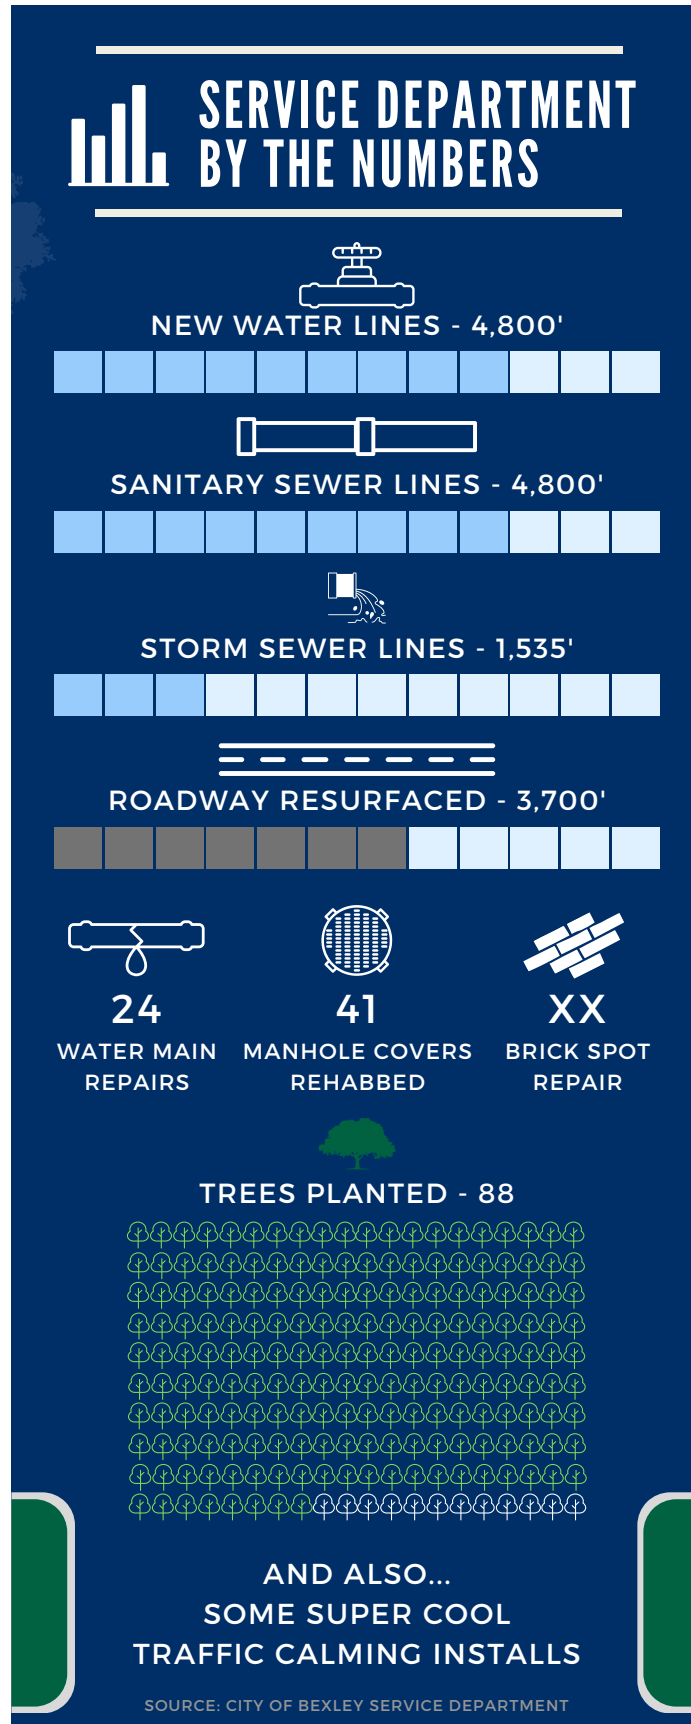 SERVICE DEPARTMENT
BY THE NUMBERS
NEW WATER LINES - 4,800'
SANITARY SEWER LINES - 4,800'
STORM SEWER LINES - 1,535'
ROADWAY RESURFACED - 3,700'
24
WATER MAIN
REPAIRS
41
MANHOLE COVERS
REHABBED
XX
BRICK SPOT
REPAIR
TREES PLANTED - 88
AND ALSO...
SOME SUPER COOL
TRAFFIC CALMING INSTALLS
SOURCE: CITY OF BEXLEY SERVICE DEPARTMENT